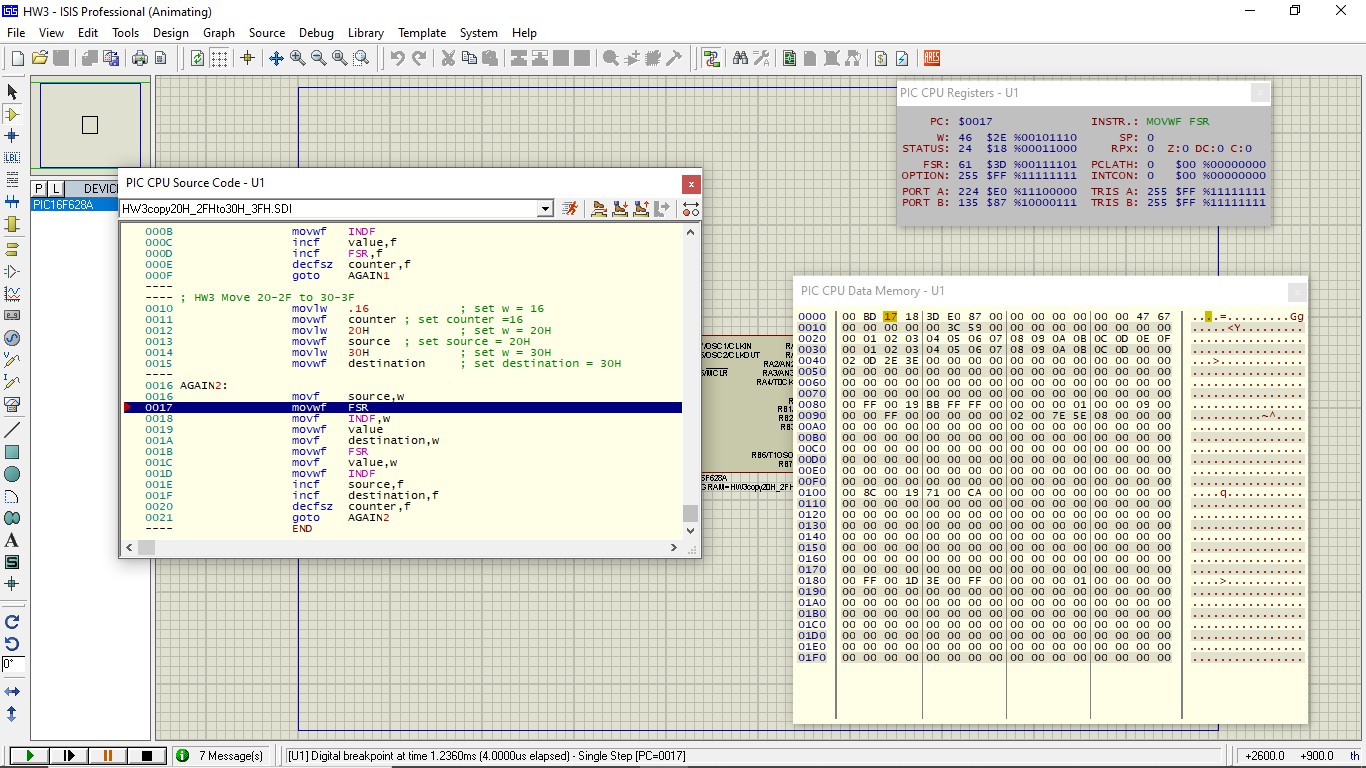 HW3 - ISIS Professional (Animating)
File View Edit Tools Design Graph Source Debug Library Template System Help
P L DEVIC
PIC16F628A
PIC CPU Source Code - U1
HW3copy20H_2FHto30H_3FH.SDI
000B movwf INDF
000C incf value,f
000D incf FSR,f
000E decfsz counter,f
000F goto AGAIN1
----
---- ; HW3 Move 20-2F to 30-3F
0010 movlw .16 ; set w = 16
0011 movwf counter ; set counter =16
0012 movlw 20H ; set w = 20H
0013 movwf source ; set source = 20H
0014 movlw 30H ; set w = 30H
0015 movwf destination ; set destination = 30H
----
0016 AGAIN2:
0016 movf source,w
0017 movwf FSR
0018 movf INDF,w
0019 movwf value
001A movf destination,w
001B movwf FSR
001C movf value,w
001D movwf INDF
001E incf source,f
001F incf destination,f
0020 decfsz counter,f
0021 goto AGAIN2
---- END
PIC CPU Registers - U1
PC: $0017 INSTR.: MOVWF FSR
W: 46 $2E %00101110 SP: 0
STATUS: 24 $18 %00011000 RPX: 0 Z:0 DC:0 C:0
FSR: 61 $3D %00111101 PCLATH: 0 $00 %00000000
OPTION: 255 $FF %11111111 INTCON: 0 $00 %00000000
PORT A: 224 $E0 %11100000 TRIS A: 255 $FF %11111111
PORT B: 135 $87 %10000111 TRIS B: 255 $FF %11111111
PIC CPU Data Memory - U1
0000 00 BD 17 18 3D E0 87 00 00 00 00 00 00 00 47 67 ....=.........Gg
0010 00 00 00 00 00 3C 59 00 00 00 00 00 00 00 00 00 .....<Y.........
0020 00 01 02 03 04 05 06 07 08 09 0A 0B 0C 0D 0E 0F ................
0030 00 01 02 03 04 05 06 07 08 09 0A 0B 0C 0D 00 00 ................
0040 02 0D 2E 3E 00 00 00 00 00 00 00 00 00 00 00 00 ...>............
0050 00 00 00 00 00 00 00 00 00 00 00 00 00 00 00 00 ................
0060 00 00 00 00 00 00 00 00 00 00 00 00 00 00 00 00 ................
0070 00 00 00 00 00 00 00 00 00 00 00 00 00 00 00 00 ................
0080 00 FF 00 19 BB FF FF 00 00 00 00 01 00 00 09 00 ................
0090 00 00 FF 00 00 00 00 00 02 00 7E 5E 08 00 00 00 ..........~^....
00A0 00 00 00 00 00 00 00 00 00 00 00 00 00 00 00 00 ................
00B0 00 00 00 00 00 00 00 00 00 00 00 00 00 00 00 00 ................
00C0 00 00 00 00 00 00 00 00 00 00 00 00 00 00 00 00 ................
00D0 00 00 00 00 00 00 00 00 00 00 00 00 00 00 00 00 ................
00E0 00 00 00 00 00 00 00 00 00 00 00 00 00 00 00 00 ................
00F0 00 00 00 00 00 00 00 00 00 00 00 00 00 00 00 00 ................
0100 00 8C 00 19 71 00 CA 00 00 00 00 00 00 00 00 00 ....q...........
0110 00 00 00 00 00 00 00 00 00 00 00 00 00 00 00 00 ................
0120 00 00 00 00 00 00 00 00 00 00 00 00 00 00 00 00 ................
0130 00 00 00 00 00 00 00 00 00 00 00 00 00 00 00 00 ................
0140 00 00 00 00 00 00 00 00 00 00 00 00 00 00 00 00 ................
0150 00 00 00 00 00 00 00 00 00 00 00 00 00 00 00 00 ................
0160 00 00 00 00 00 00 00 00 00 00 00 00 00 00 00 00 ................
0170 00 00 00 00 00 00 00 00 00 00 00 00 00 00 00 00 ................
0180 00 FF 00 1D 3E 00 FF 00 00 00 00 01 00 00 00 00 ....>...........
0190 00 00 00 00 00 00 00 00 00 00 00 00 00 00 00 00 ................
01A0 00 00 00 00 00 00 00 00 00 00 00 00 00 00 00 00 ................
01B0 00 00 00 00 00 00 00 00 00 00 00 00 00 00 00 00 ................
01C0 00 00 00 00 00 00 00 00 00 00 00 00 00 00 00 00 ................
01D0 00 00 00 00 00 00 00 00 00 00 00 00 00 00 00 00 ................
01E0 00 00 00 00 00 00 00 00 00 00 00 00 00 00 00 00 ................
01F0 00 00 00 00 00 00 00 00 00 00 00 00 00 00 00 00 ................
/OSC1/CLKIN RA
/OSC2/CLKOUT RA
RA2/AN2
/MCLR RA3/AN3
RA4/T0CK
RB1
RB2
RB3
RB6/T1OSO
RB7
6F628A
GRAM=HW3copy20H_2FH
LBL
ARES
0°
7 Message(s) [U1] Digital breakpoint at time 1.2360ms (4.0000us elapsed) - Single Step [PC=0017] +2600.0 +900.0 th